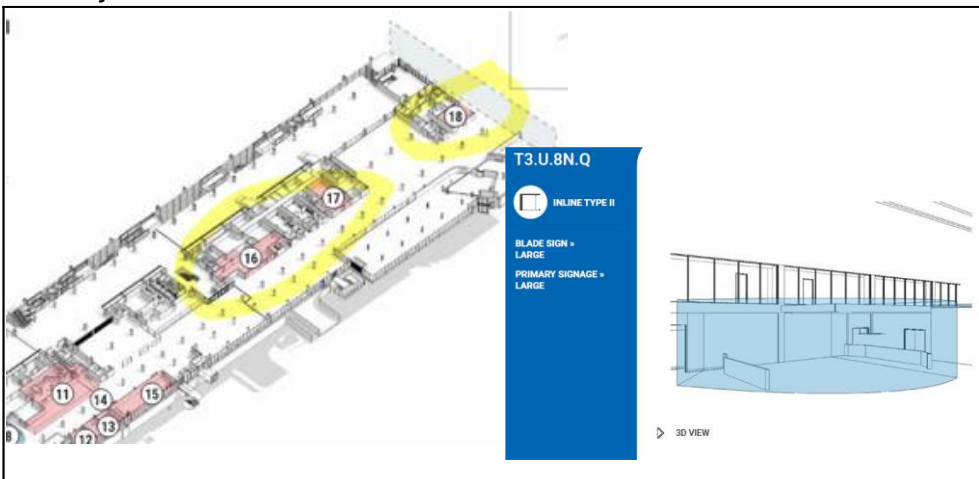 18
17
16
11
14
15
13
12
8
T3.U.8N.Q
INLINE TYPE II
BLADE SIGN »
LARGE
PRIMARY SIGNAGE »
LARGE
3D VIEW